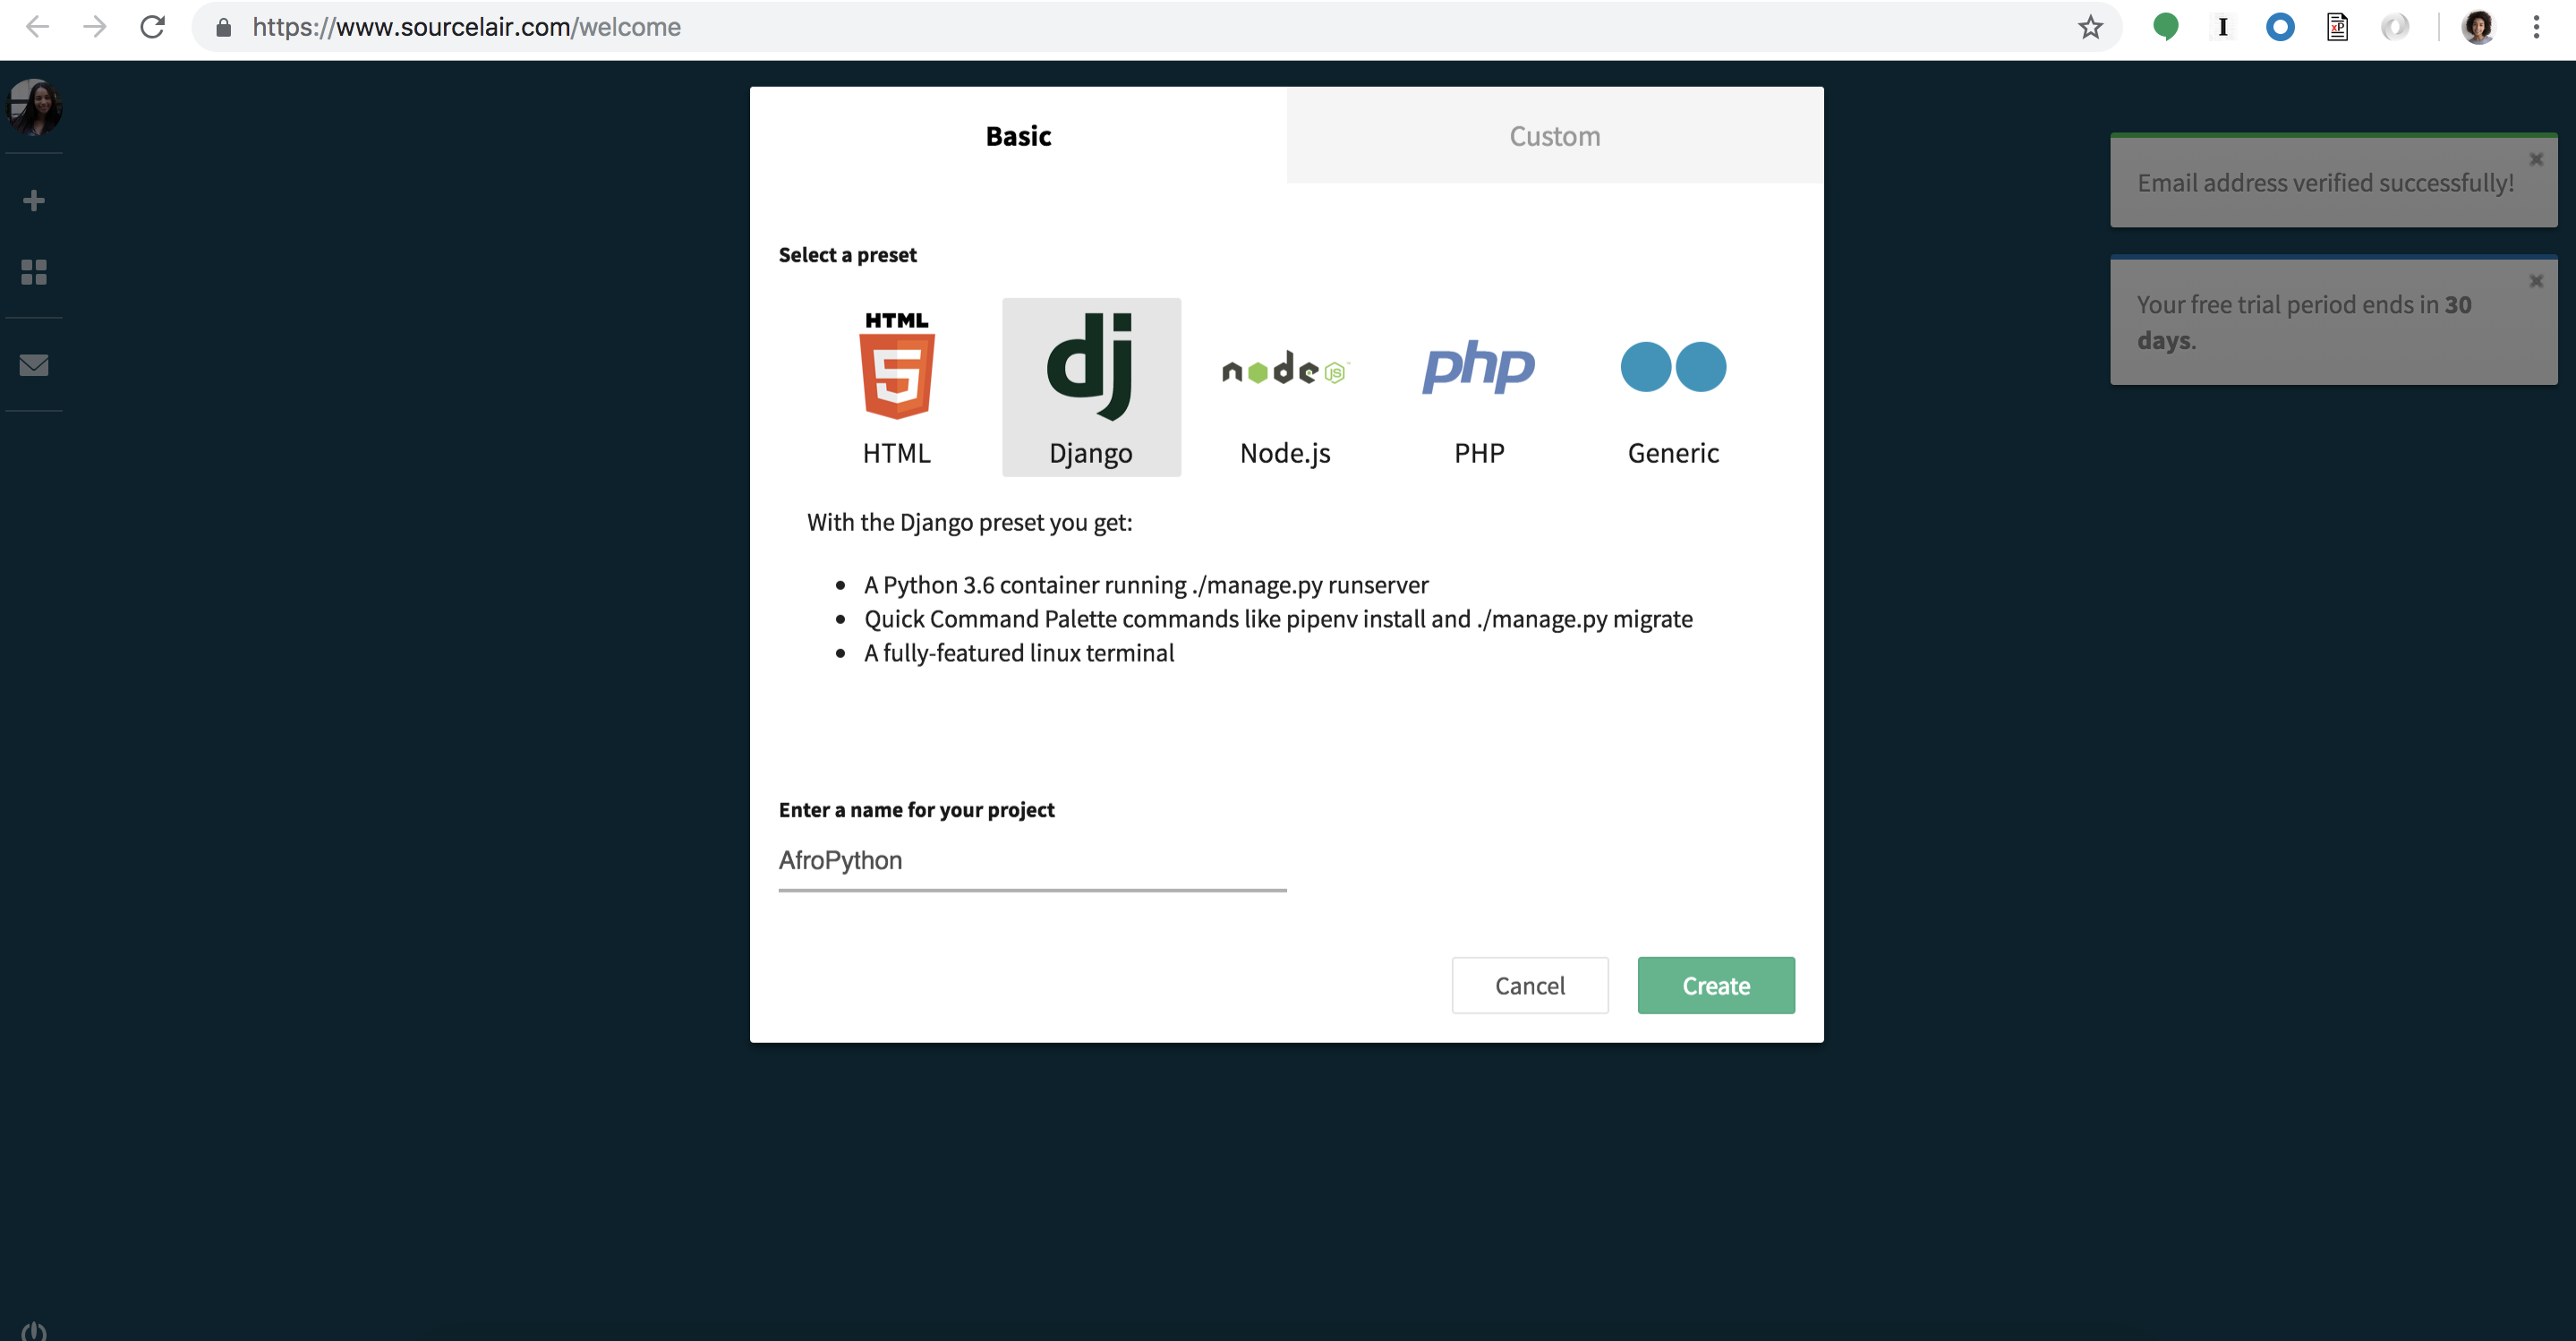 https://www.sourcelair.com/welcome
Basic
Custom
Email address verified successfully!
Your free trial period ends in 30
days.
Select a preset
HTML
5
dj
node js
php
HTML
Django
Node.js
PHP
Generic
With the Django preset you get:
• A Python 3.6 container running ./manage.py runserver
• Quick Command Palette commands like pipenv install and ./manage.py migrate
• A fully-featured linux terminal
Enter a name for your project
AfroPython
Cancel
Create